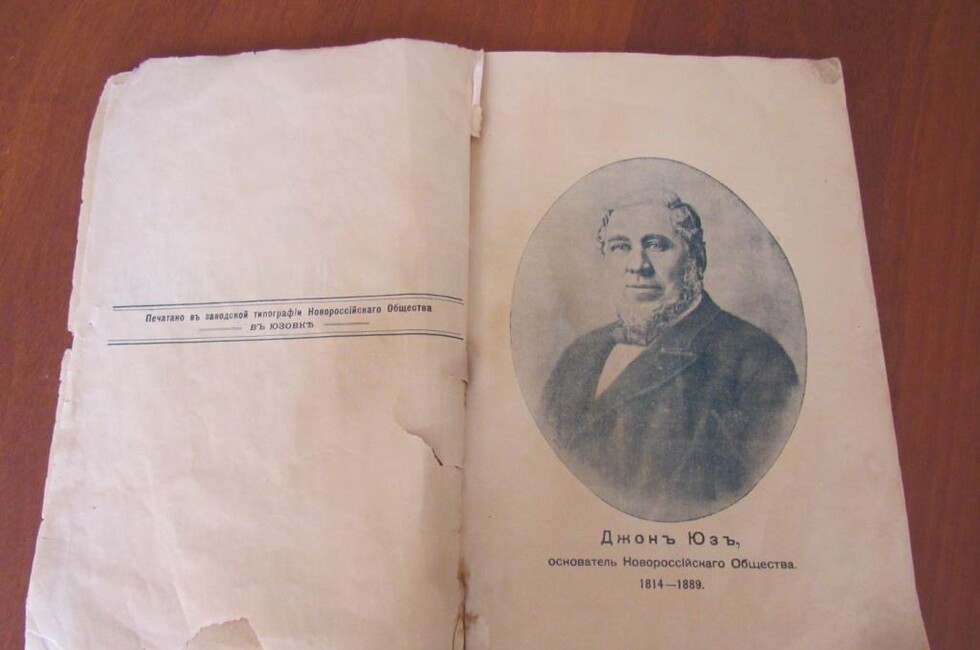 Печатано въ заводской типографіи Новороссійскаго Общества
въ Юзовкѣ
Джонъ Юзъ,
основатель Новороссійскаго Общества.
1814—1889.